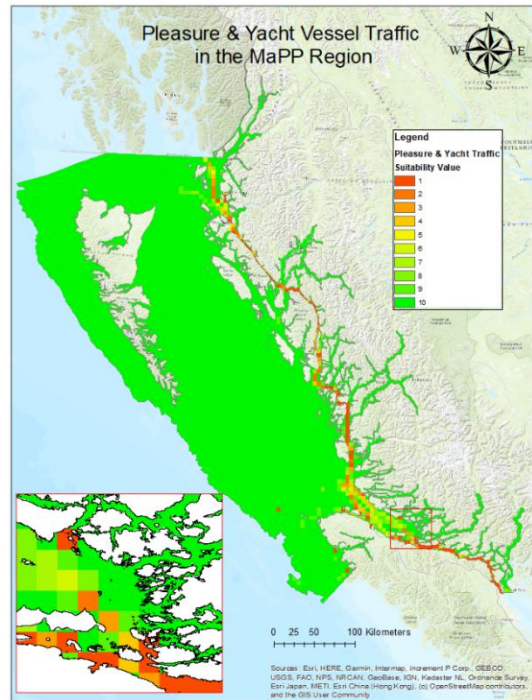 Pleasure & Yacht Vessel Traffic
in the MaPP Region
N
W
E
S
Legend
Pleasure & Yacht Traffic
Suitability Value
1
2
3
4
5
6
7
8
9
10
0 25 50 100 Kilometers
Sources: Esri, HERE, Garmin, Intermap, increment P Corp., GEBCO,
USGS, FAO, NPS, NRCAN, GeoBase, IGN, Kadaster NL, Ordnance Survey,
Esri Japan, METI, Esri China (Hong Kong), (c) OpenStreetMap contributors,
and the GIS User Community